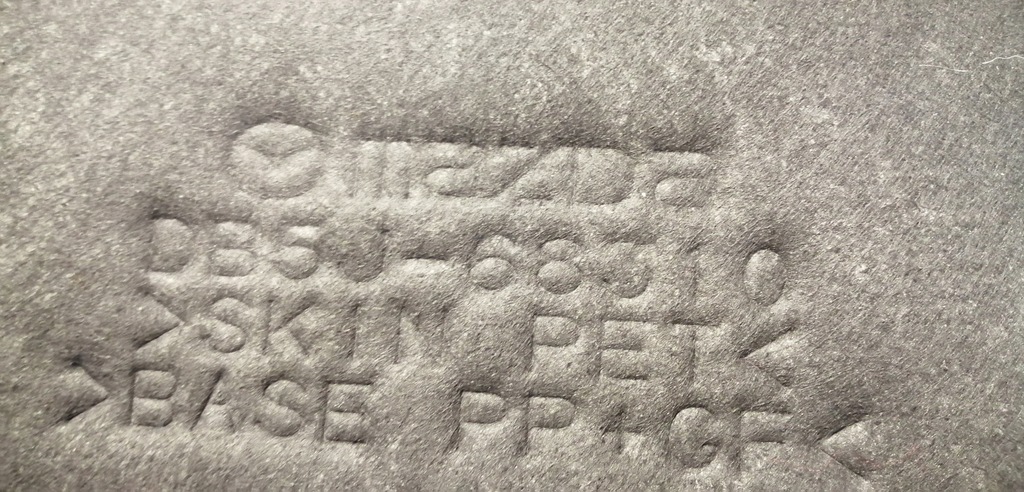 mazda
DB5J-68510
>SKIN PET<
>BASE PP+GF<